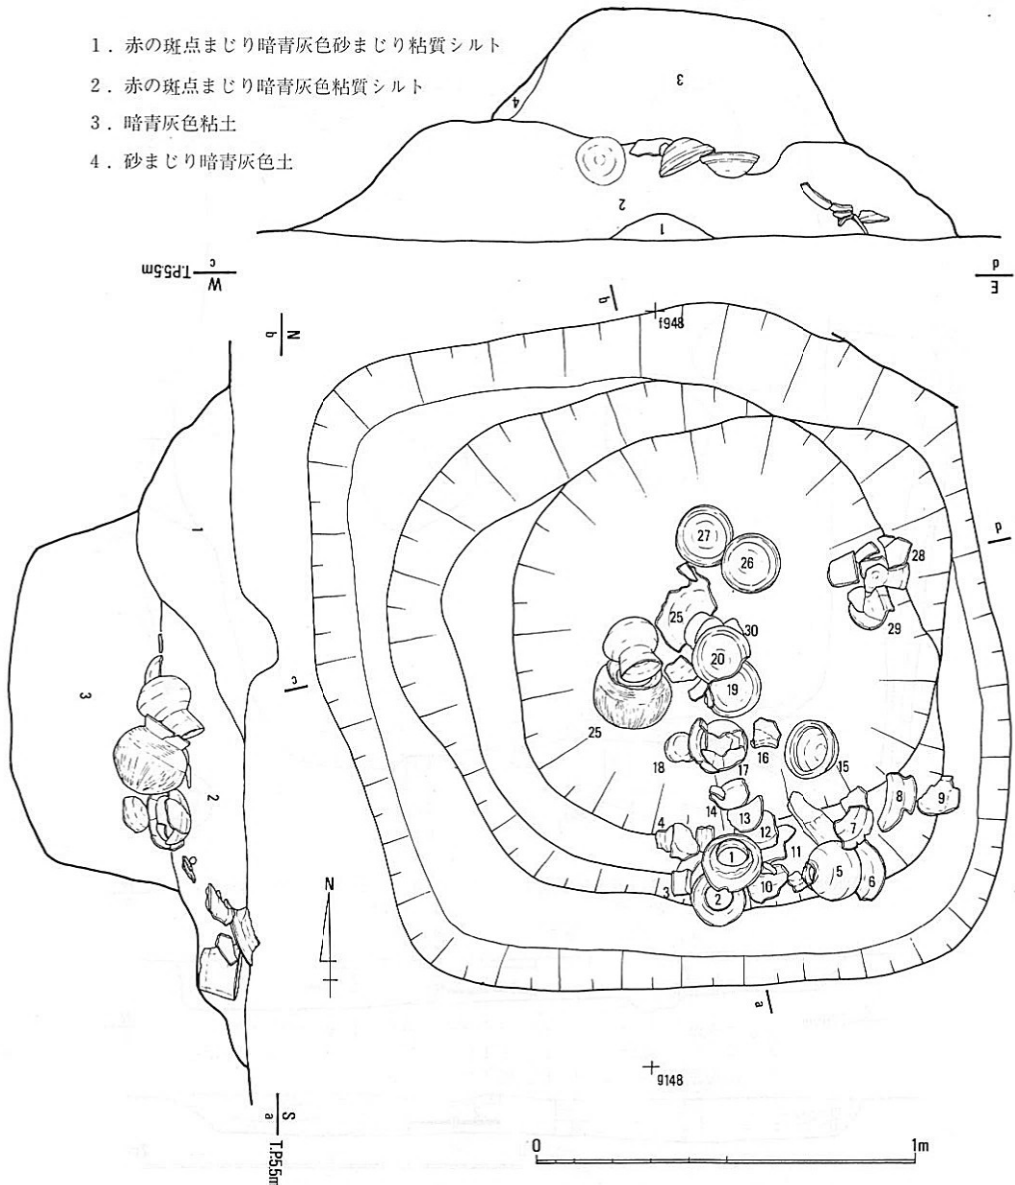 1．赤の斑点まじり暗青灰色砂まじり粘質シルト
2．赤の斑点まじり暗青灰色粘質シルト
3．暗青灰色粘土
4．砂まじり暗青灰色土
3
4
2
1
W
c
T.P.5.5m
E
d
N
b
b
f948
1
d
27
26
28
25
30
29
20
3
c
19
25
16
18
17
15
2
14
9
8
13
4
12
7
11
1
5
6
3
10
2
N
a
g148
S
a
T.P.5.5m
0
1m